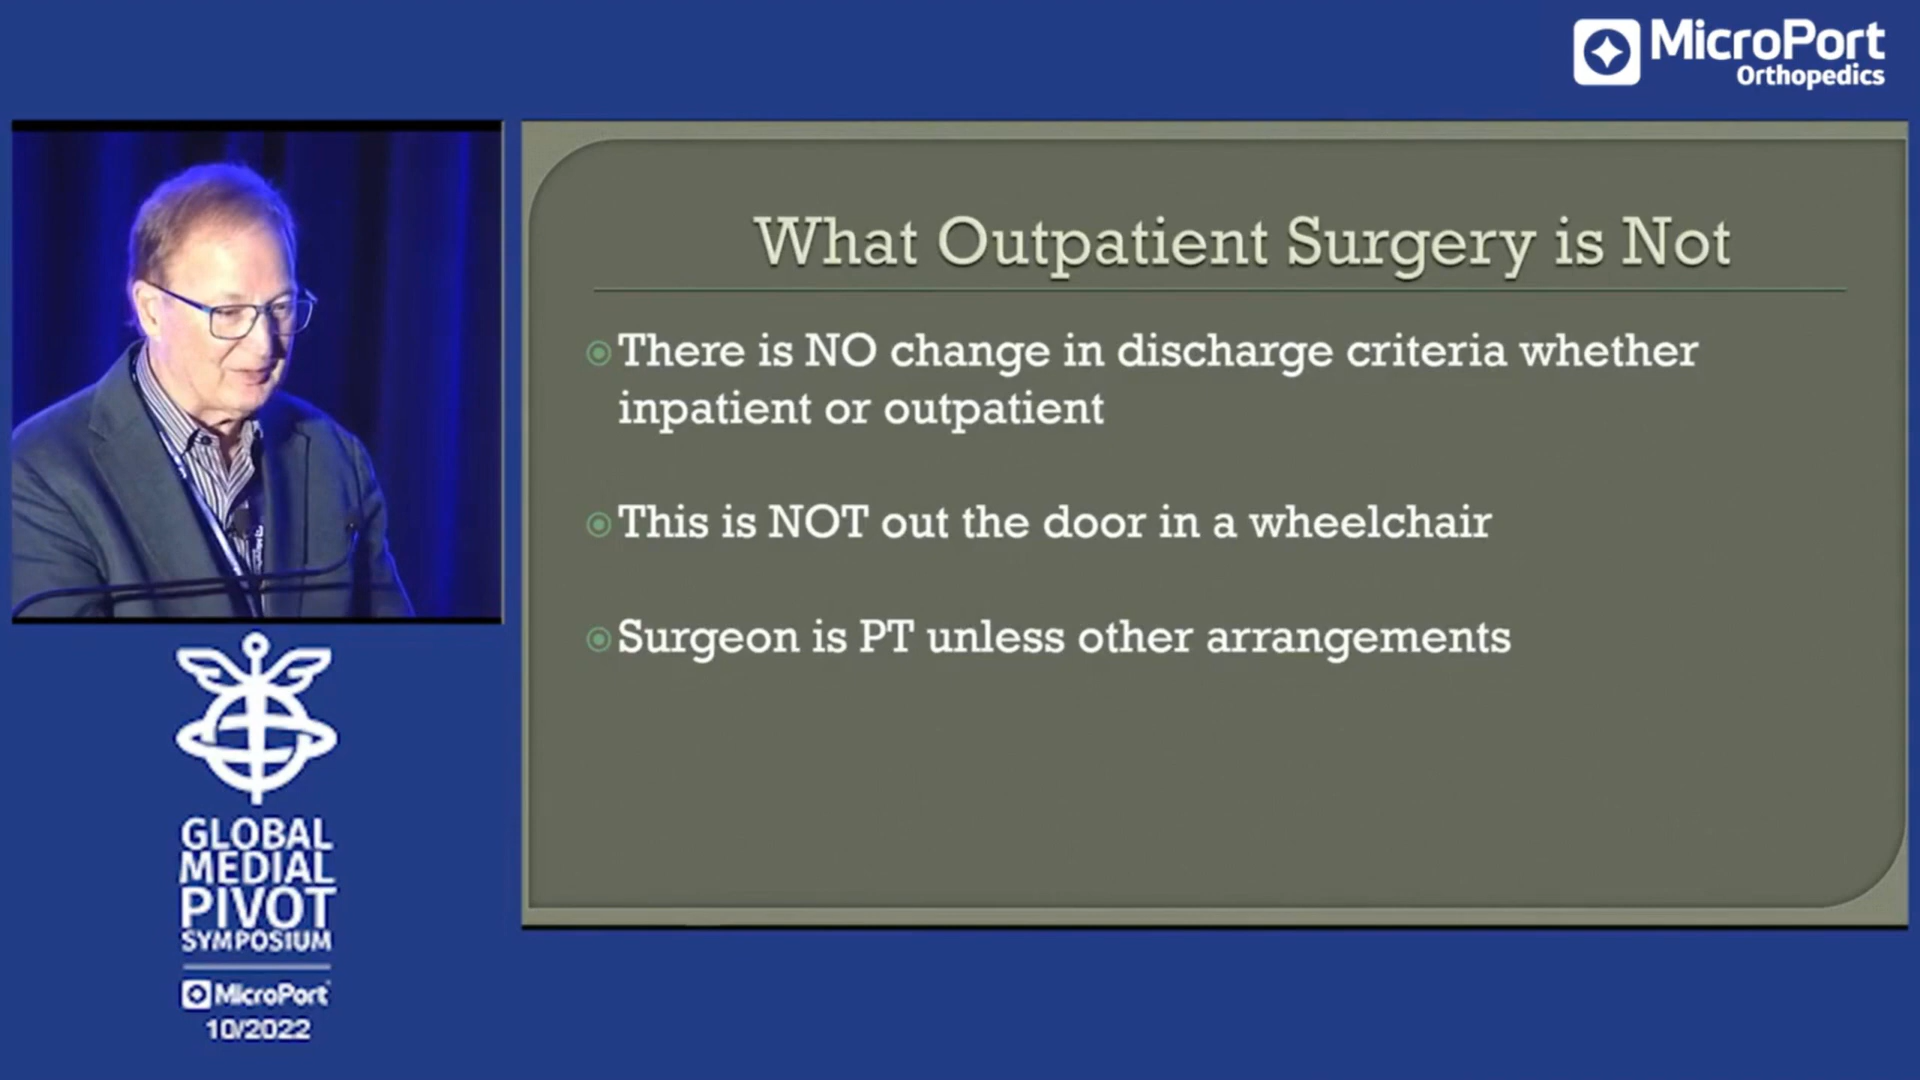 MicroPort
Orthopedics
What Outpatient Surgery is Not
There is NO change in discharge criteria whether
inpatient or outpatient
This is NOT out the door in a wheelchair
Surgeon is PT unless other arrangements
GLOBAL
MEDIAL
PIVOT
SYMPOSIUM
MicroPort
10/2022